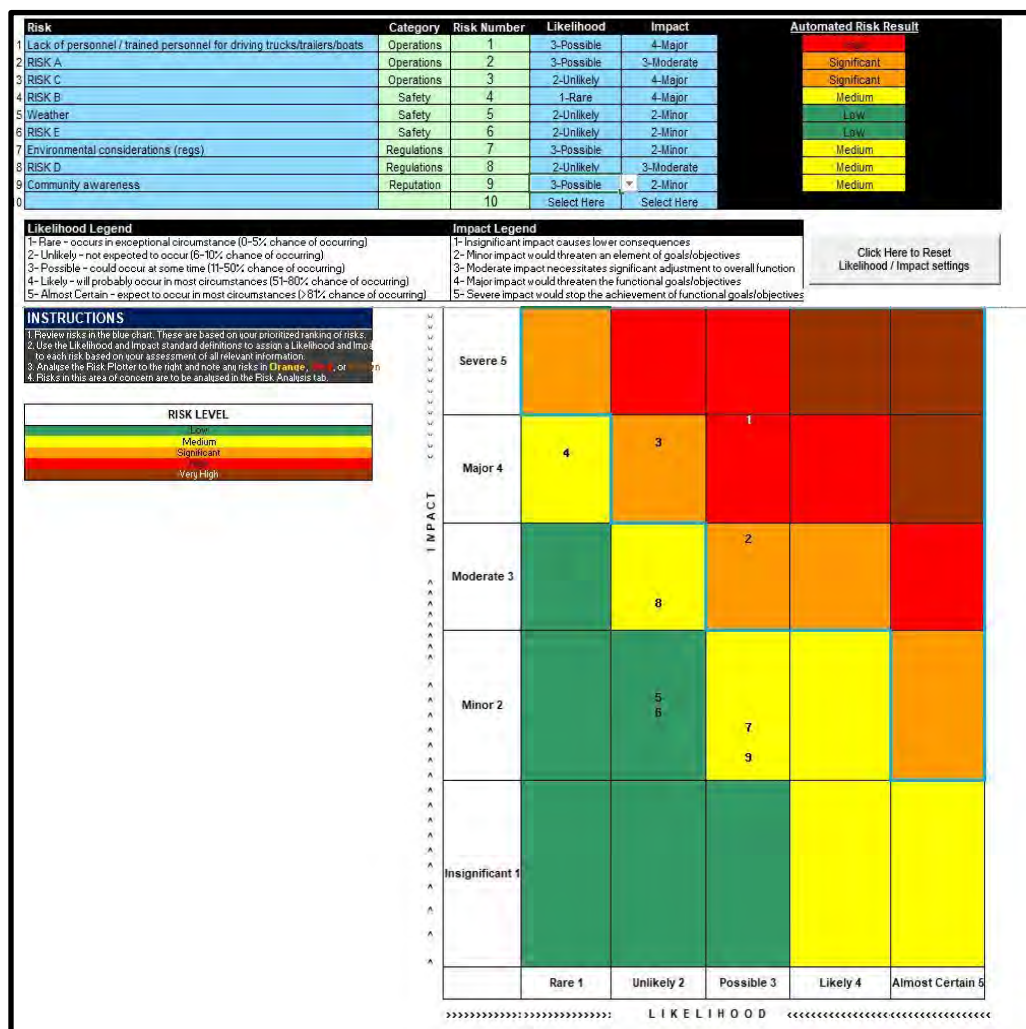 Risk Category Risk Number Likelihood Impact Automated Risk Result
1 Lack of personnel / trained personnel for driving trucks/trailers/boats Operations 1 3-Possible 4-Major
2 RISK A Operations 2 3-Possible 3-Moderate Significant
3 RISK C Operations 3 2-Unlikely 4-Major Significant
4 RISK B Safety 4 1-Rare 4-Major Medium
5 Weather Safety 5 2-Unlikely 2-Minor Low
6 RISK E Safety 6 2-Unlikely 2-Minor Low
7 Environmental considerations (regs) Regulations 7 3-Possible 2-Minor Medium
8 RISK D Regulations 8 2-Unlikely 3-Moderate Medium
9 Community awareness Reputation 9 3-Possible 2-Minor Medium
0 10 Select Here Select Here
Likelihood Legend
1- Rare - occurs in exceptional circumstance (0-5% chance of occurring)
2- Unlikely - not expected to occur (6-10% chance of occurring)
3- Possible - could occur at some time (11-50% chance of occurring)
4- Likely - will probably occur in most circumstances (51-80% chance of occurring)
5- Almost Certain - expect to occur in most circumstances (>81% chance of occurring)
Impact Legend
1- Insignificant impact causes lower consequences
2- Minor impact would threaten an element of goals/objectives
3- Moderate impact necessitates significant adjustment to overall function
4- Major impact would threaten the functional goals/objectives
5- Severe impact would stop the achievement of functional goals/objectives
Click Here to Reset
Likelihood / Impact settings
INSTRUCTIONS
1. Review risks in the blue chart. These are based on your prioritized ranking of risks.
2. Use the Likelihood and Impact standard definitions to assign a Likelihood and Impa
to each risk based on your assessment of all relevant information.
3. Analyse the Risk Plotter to the right and note any risks in Orange, or
4. Risks in this area of concern are to be analysed in the Risk Analysis tab.
RISK LEVEL
Low
Medium
Significant
Very High
IMPACT
Severe 5
Major 4 4 3 1
Moderate 3 8 2
Minor 2 5 6 7 9
Insignificant 1
Rare 1 Unlikely 2 Possible 3 Likely 4 Almost Certain 5
>>>>>>>>>>>>>>>>>>>>>>> LIKELIHOOD <<<<<<<<<<<<<<<<<<<<<<<<<<<<